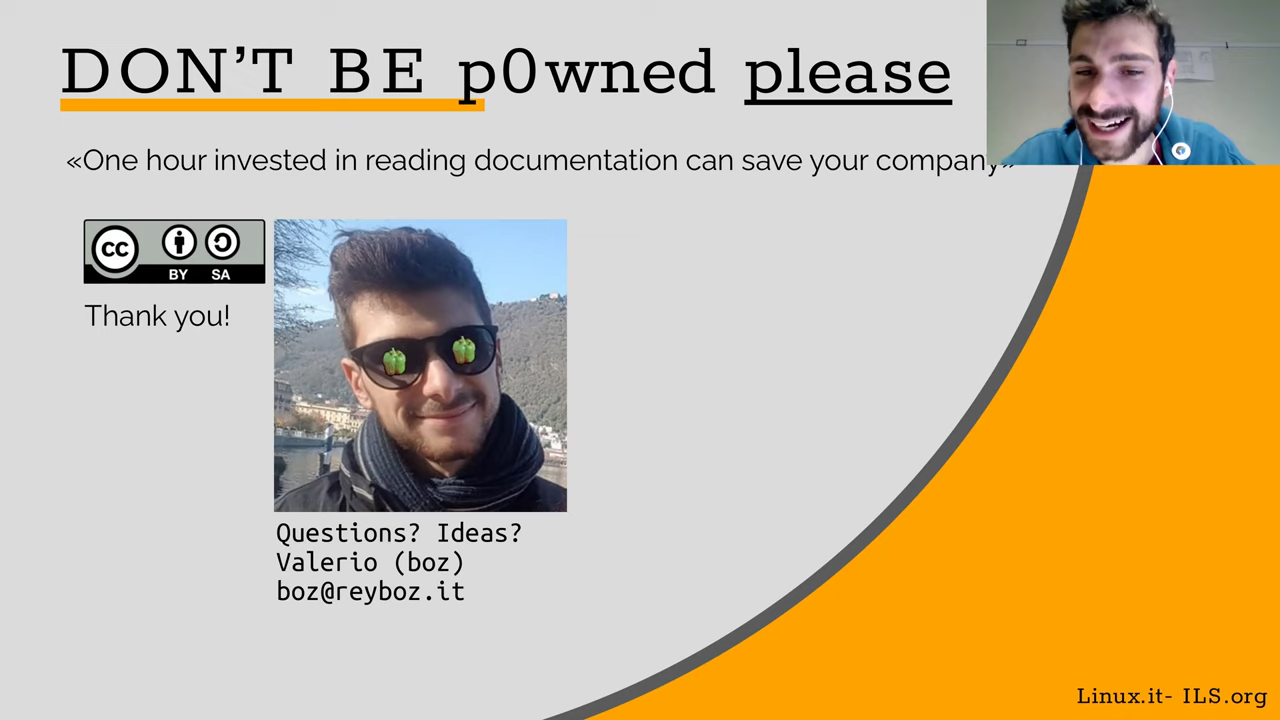 DON'T BE p0wned please
«One hour invested in reading documentation can save your company»
CC
BY SA
Thank you!
Questions? Ideas?
Valerio (boz)
boz@reyboz.it
Linux.it- ILS.org